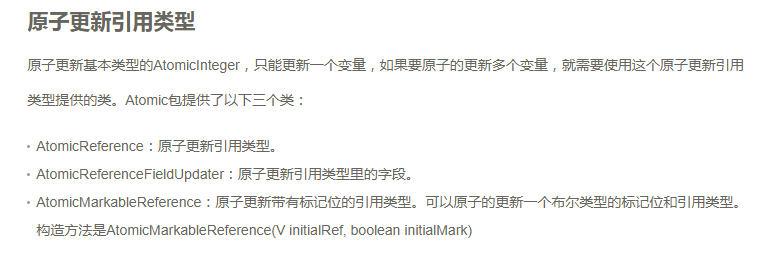 原子更新引用类型
原子更新基本类型的AtomicInteger，只能更新一个变量，如果要原子的更新多个变量，就需要使用这个原子更新引用
类型提供的类。Atomic包提供了以下三个类：
• AtomicReference：原子更新引用类型。
• AtomicReferenceFieldUpdater：原子更新引用类型里的字段。
• AtomicMarkableReference：原子更新带有标记位的引用类型。可以原子的更新一个布尔类型的标记位和引用类型。
构造方法是AtomicMarkableReference(V initialRef, boolean initialMark)